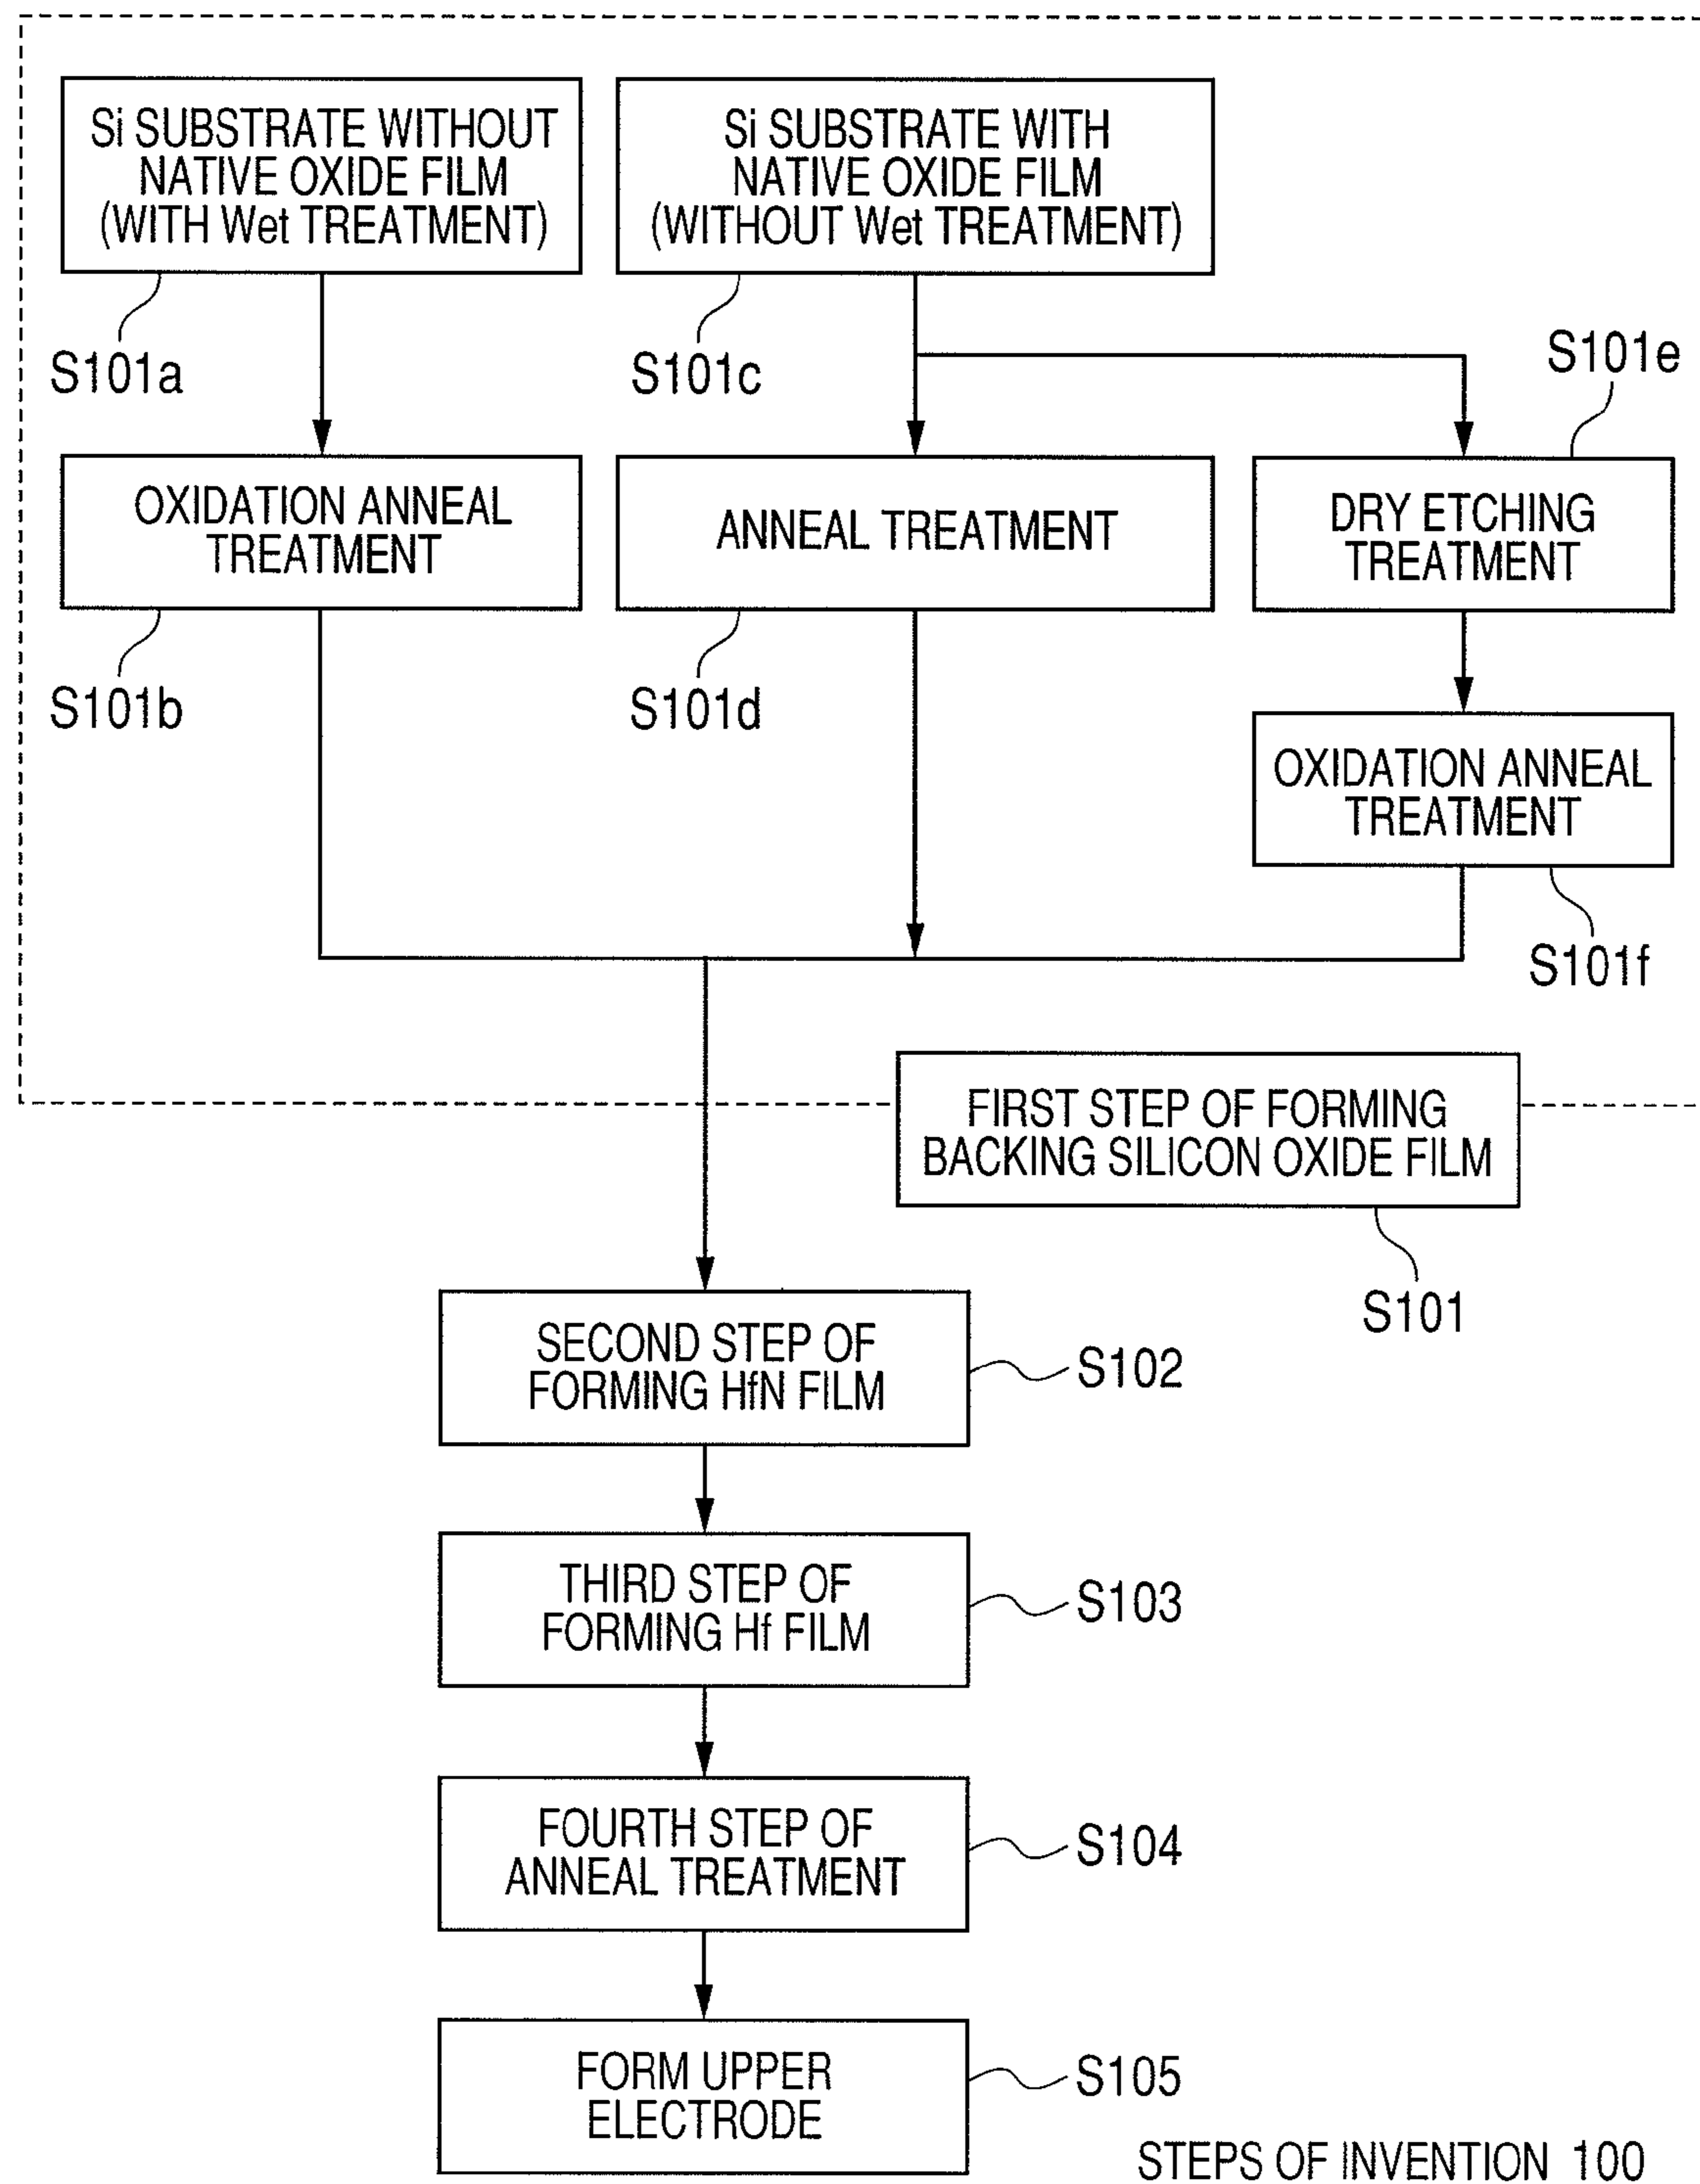 Si SUBSTRATE WITHOUT
NATIVE OXIDE FILM
(WITH Wet TREATMENT)
Si SUBSTRATE WITH
NATIVE OXIDE FILM
(WITHOUT Wet TREATMENT)
S101a
S101c
S101e
OXIDATION ANNEAL
TREATMENT
ANNEAL TREATMENT
DRY ETCHING
TREATMENT
S101b
S101d
OXIDATION ANNEAL
TREATMENT
S101f
FIRST STEP OF FORMING
BACKING SILICON OXIDE FILM
S101
SECOND STEP OF
FORMING HfN FILM
S102
THIRD STEP OF
FORMING Hf FILM
S103
FOURTH STEP OF
ANNEAL TREATMENT
S104
FORM UPPER
ELECTRODE
S105
STEPS OF INVENTION 100